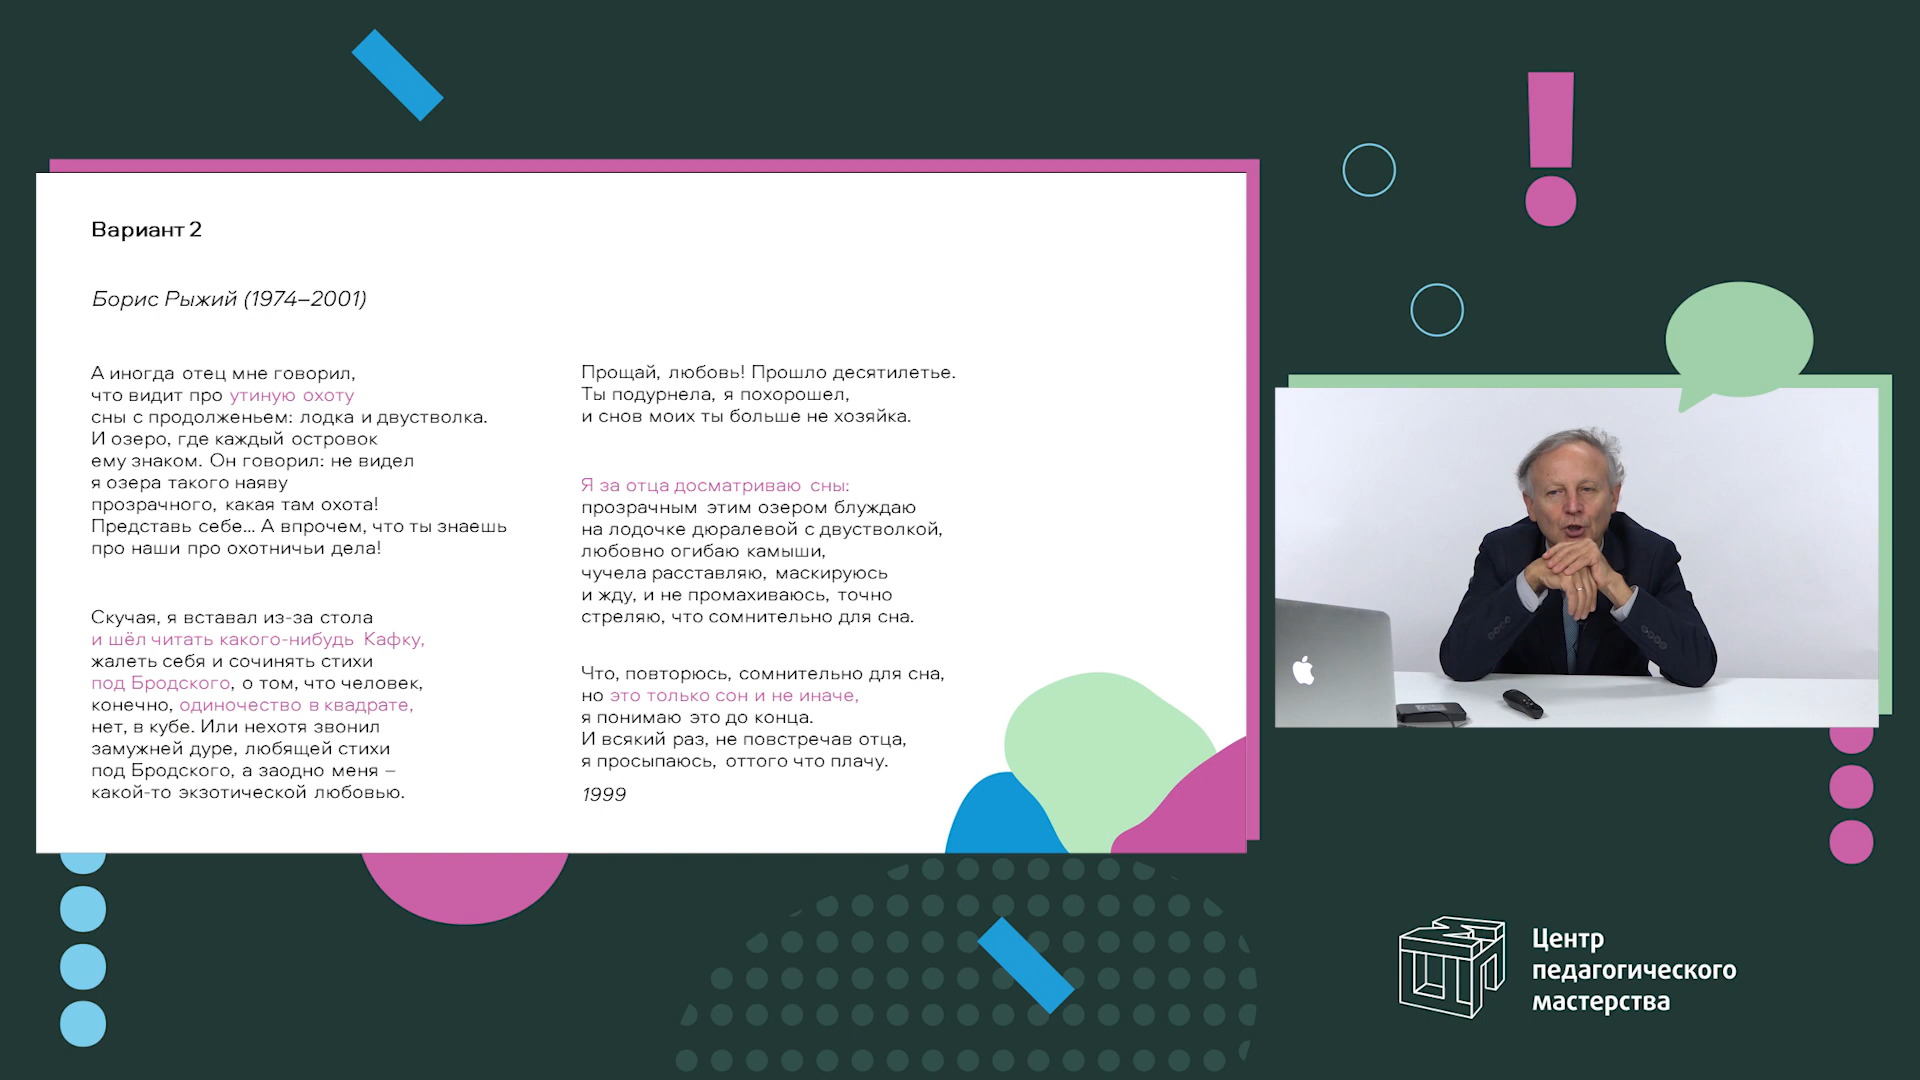 Вариант 2
Борис Рыжий (1974–2001)
А иногда отец мне говорил,
что видит про утиную охоту
сны с продолженьем: лодка и двустволка.
И озеро, где каждый островок
ему знаком. Он говорил: не видел
я озера такого наяву
прозрачного, какая там охота!
Представь себе... А впрочем, что ты знаешь
про наши про охотничьи дела!
Скучая, я вставал из-за стола
и шёл читать какого-нибудь Кафку,
жалеть себя и сочинять стихи
под Бродского, о том, что человек,
конечно, одиночество в квадрате,
нет, в кубе. Или нехотя звонил
замужней дуре, любящей стихи
под Бродского, а заодно меня –
какой-то экзотической любовью.
Прощай, любовь! Прошло десятилетье.
Ты подурнела, я похорошел,
и снов моих ты больше не хозяйка.
Я за отца досматриваю сны:
прозрачным этим озером блуждаю
на лодочке дюралевой с двустволкой,
любовно огибаю камыши,
чучела расставляю, маскируюсь
и жду, и не промахиваюсь, точно
стреляю, что сомнительно для сна.
Что, повторюсь, сомнительно для сна,
но это только сон и не иначе,
я понимаю это до конца.
И всякий раз, не повстречав отца,
я просыпаюсь, оттого что плачу.
1999
Центр
педагогического
мастерства